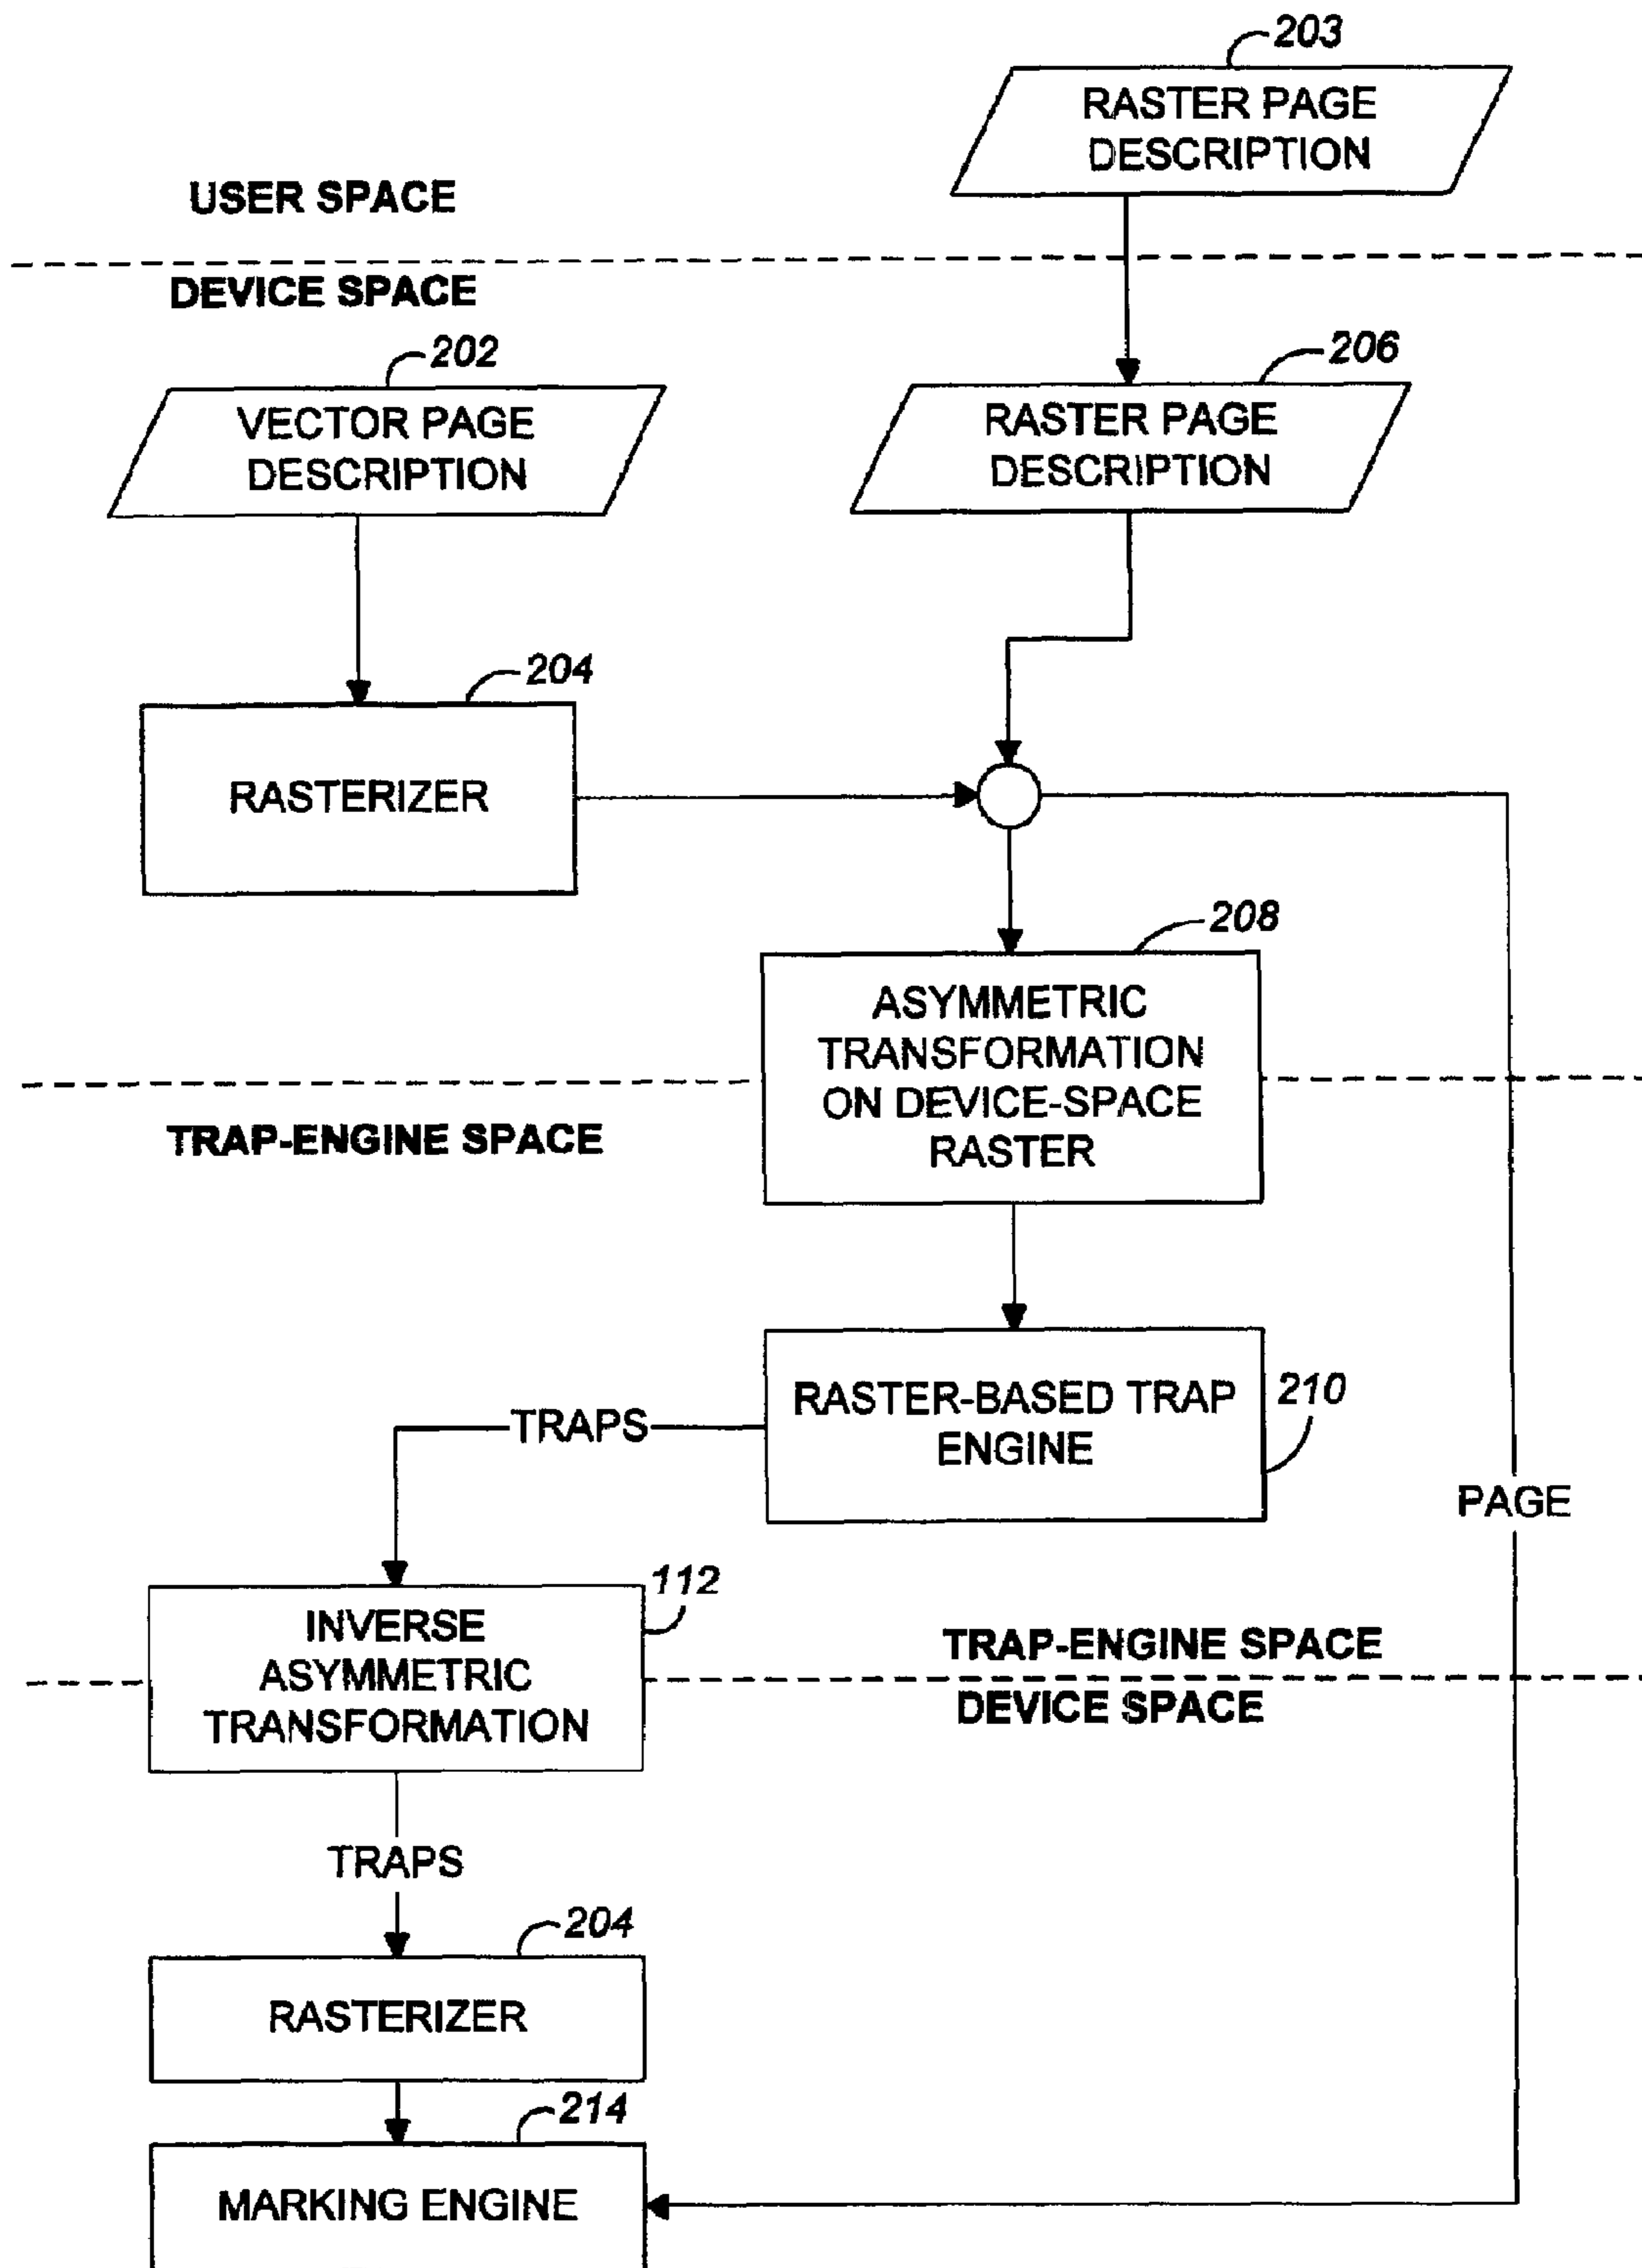 203
RASTER PAGE
DESCRIPTION
USER SPACE
DEVICE SPACE
202
VECTOR PAGE
DESCRIPTION
206
RASTER PAGE
DESCRIPTION
204
RASTERIZER
208
ASYMMETRIC
TRANSFORMATION
ON DEVICE-SPACE
RASTER
TRAP-ENGINE SPACE
RASTER-BASED TRAP
ENGINE
210
TRAPS
PAGE
112
INVERSE
ASYMMETRIC
TRANSFORMATION
TRAP-ENGINE SPACE
DEVICE SPACE
TRAPS
204
RASTERIZER
214
MARKING ENGINE